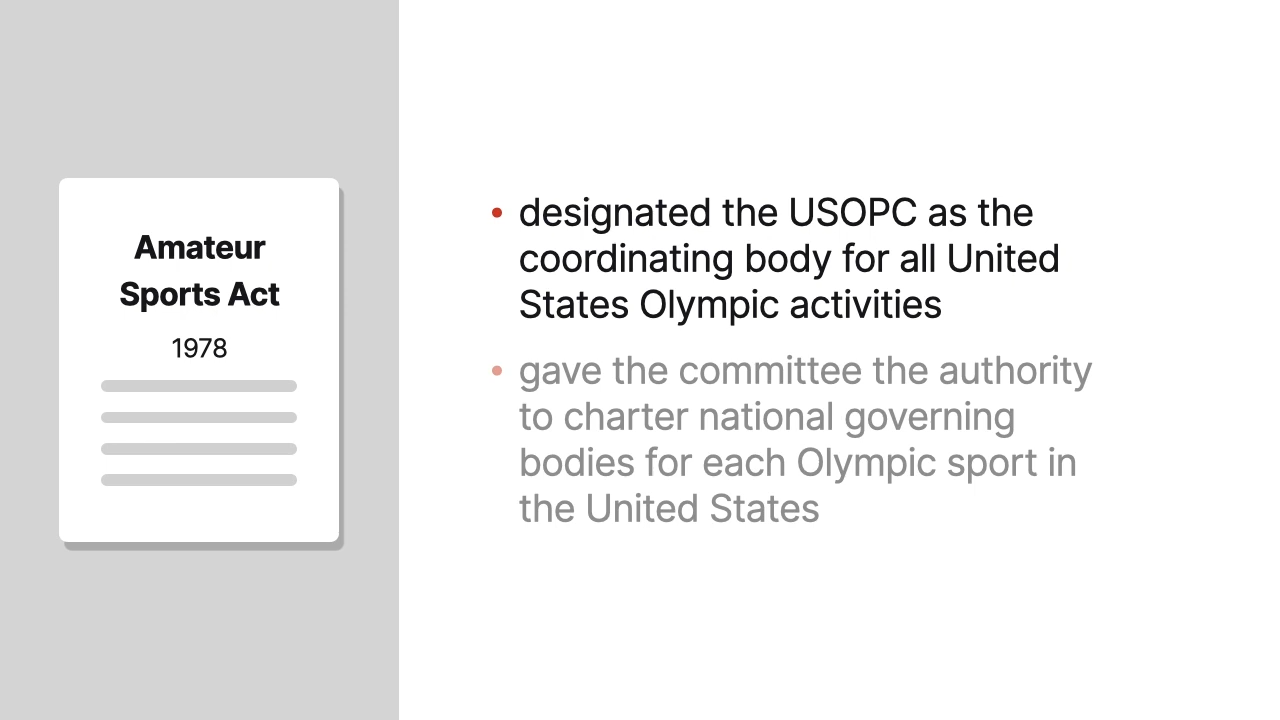 Amateur
Sports Act
1978
• designated the USOPC as the
coordinating body for all United
States Olympic activities
• gave the committee the authority
to charter national governing
bodies for each Olympic sport in
the United States